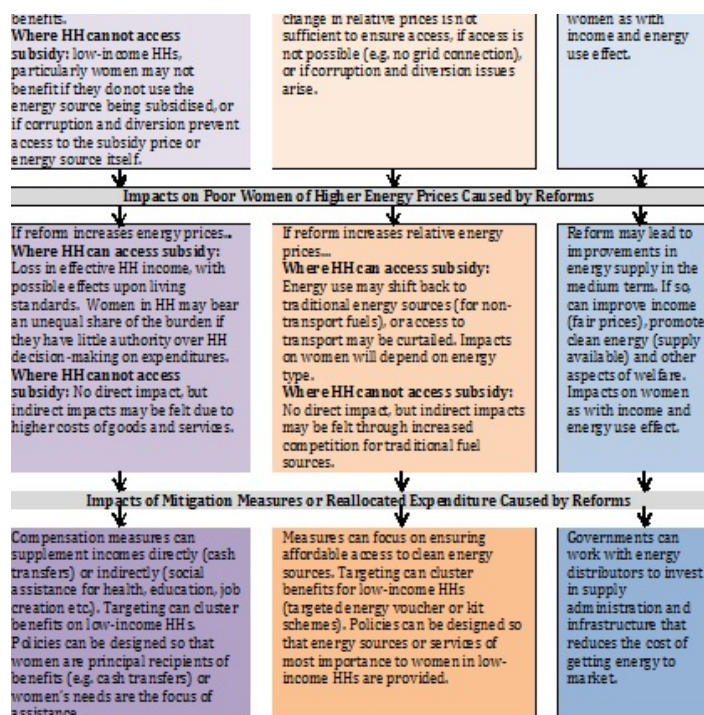 benefits.
Where HH cannot access
subsidy: low-income HHs,
particularly women may not
benefit if they do not use the
energy source being subsidised, or
if corruption and diversion prevent
access to the subsidy price or
energy source itself.
change in relative prices is not
sufficient to ensure access, if access is
not possible (e.g. no grid connection),
or if corruption and diversion issues
arise.
women as with
income and energy
use effect.
Impacts on Poor Women of Higher Energy Prices Caused by Reforms
If reform increases energy prices...
Where HH can access subsidy:
Loss in effective HH income, with
possible effects upon living
standards. Women in HH may bear
an unequal share of the burden if
they have little authority over HH
decision-making on expenditures.
Where HH cannot access
subsidy: No direct impact, but
indirect impacts may be felt due to
higher costs of goods and services.
If reform increases relative energy
prices...
Where HH can access subsidy:
Energy use may shift back to
traditional energy sources (for non-
transport fuels), or access to
transport may be curtailed. Impacts
on women will depend on energy
type.
Where HH cannot access subsidy:
No direct impact, but indirect impacts
may be felt through increased
competition for traditional fuel
sources.
Reform may lead to
improvements in
energy supply in the
medium term. If so,
can improve income
(fair prices), promote
clean energy (supply
available) and other
aspects of welfare.
Impacts on women
as with income and
energy use effect.
Impacts of Mitigation Measures or Reallocated Expenditure Caused by Reforms
Compensation measures can
supplement incomes directly (cash
transfers) or indirectly (social
assistance for health, education, job
creation etc.). Targeting can cluster
benefits on low-income HHs.
Policies can be designed so that
women are principal recipients of
benefits (e.g. cash transfers) or
women's needs are the focus of
assistance.
Measures can focus on ensuring
affordable access to clean energy
sources. Targeting can cluster
benefits for low-income HHs
(targeted energy voucher or kit
schemes). Policies can be designed so
that energy sources or services of
most importance to women in low-
income HHs are provided.
Governments can
work with energy
distributors to invest
in supply
administration and
infrastructure that
reduces the cost of
getting energy to
market.